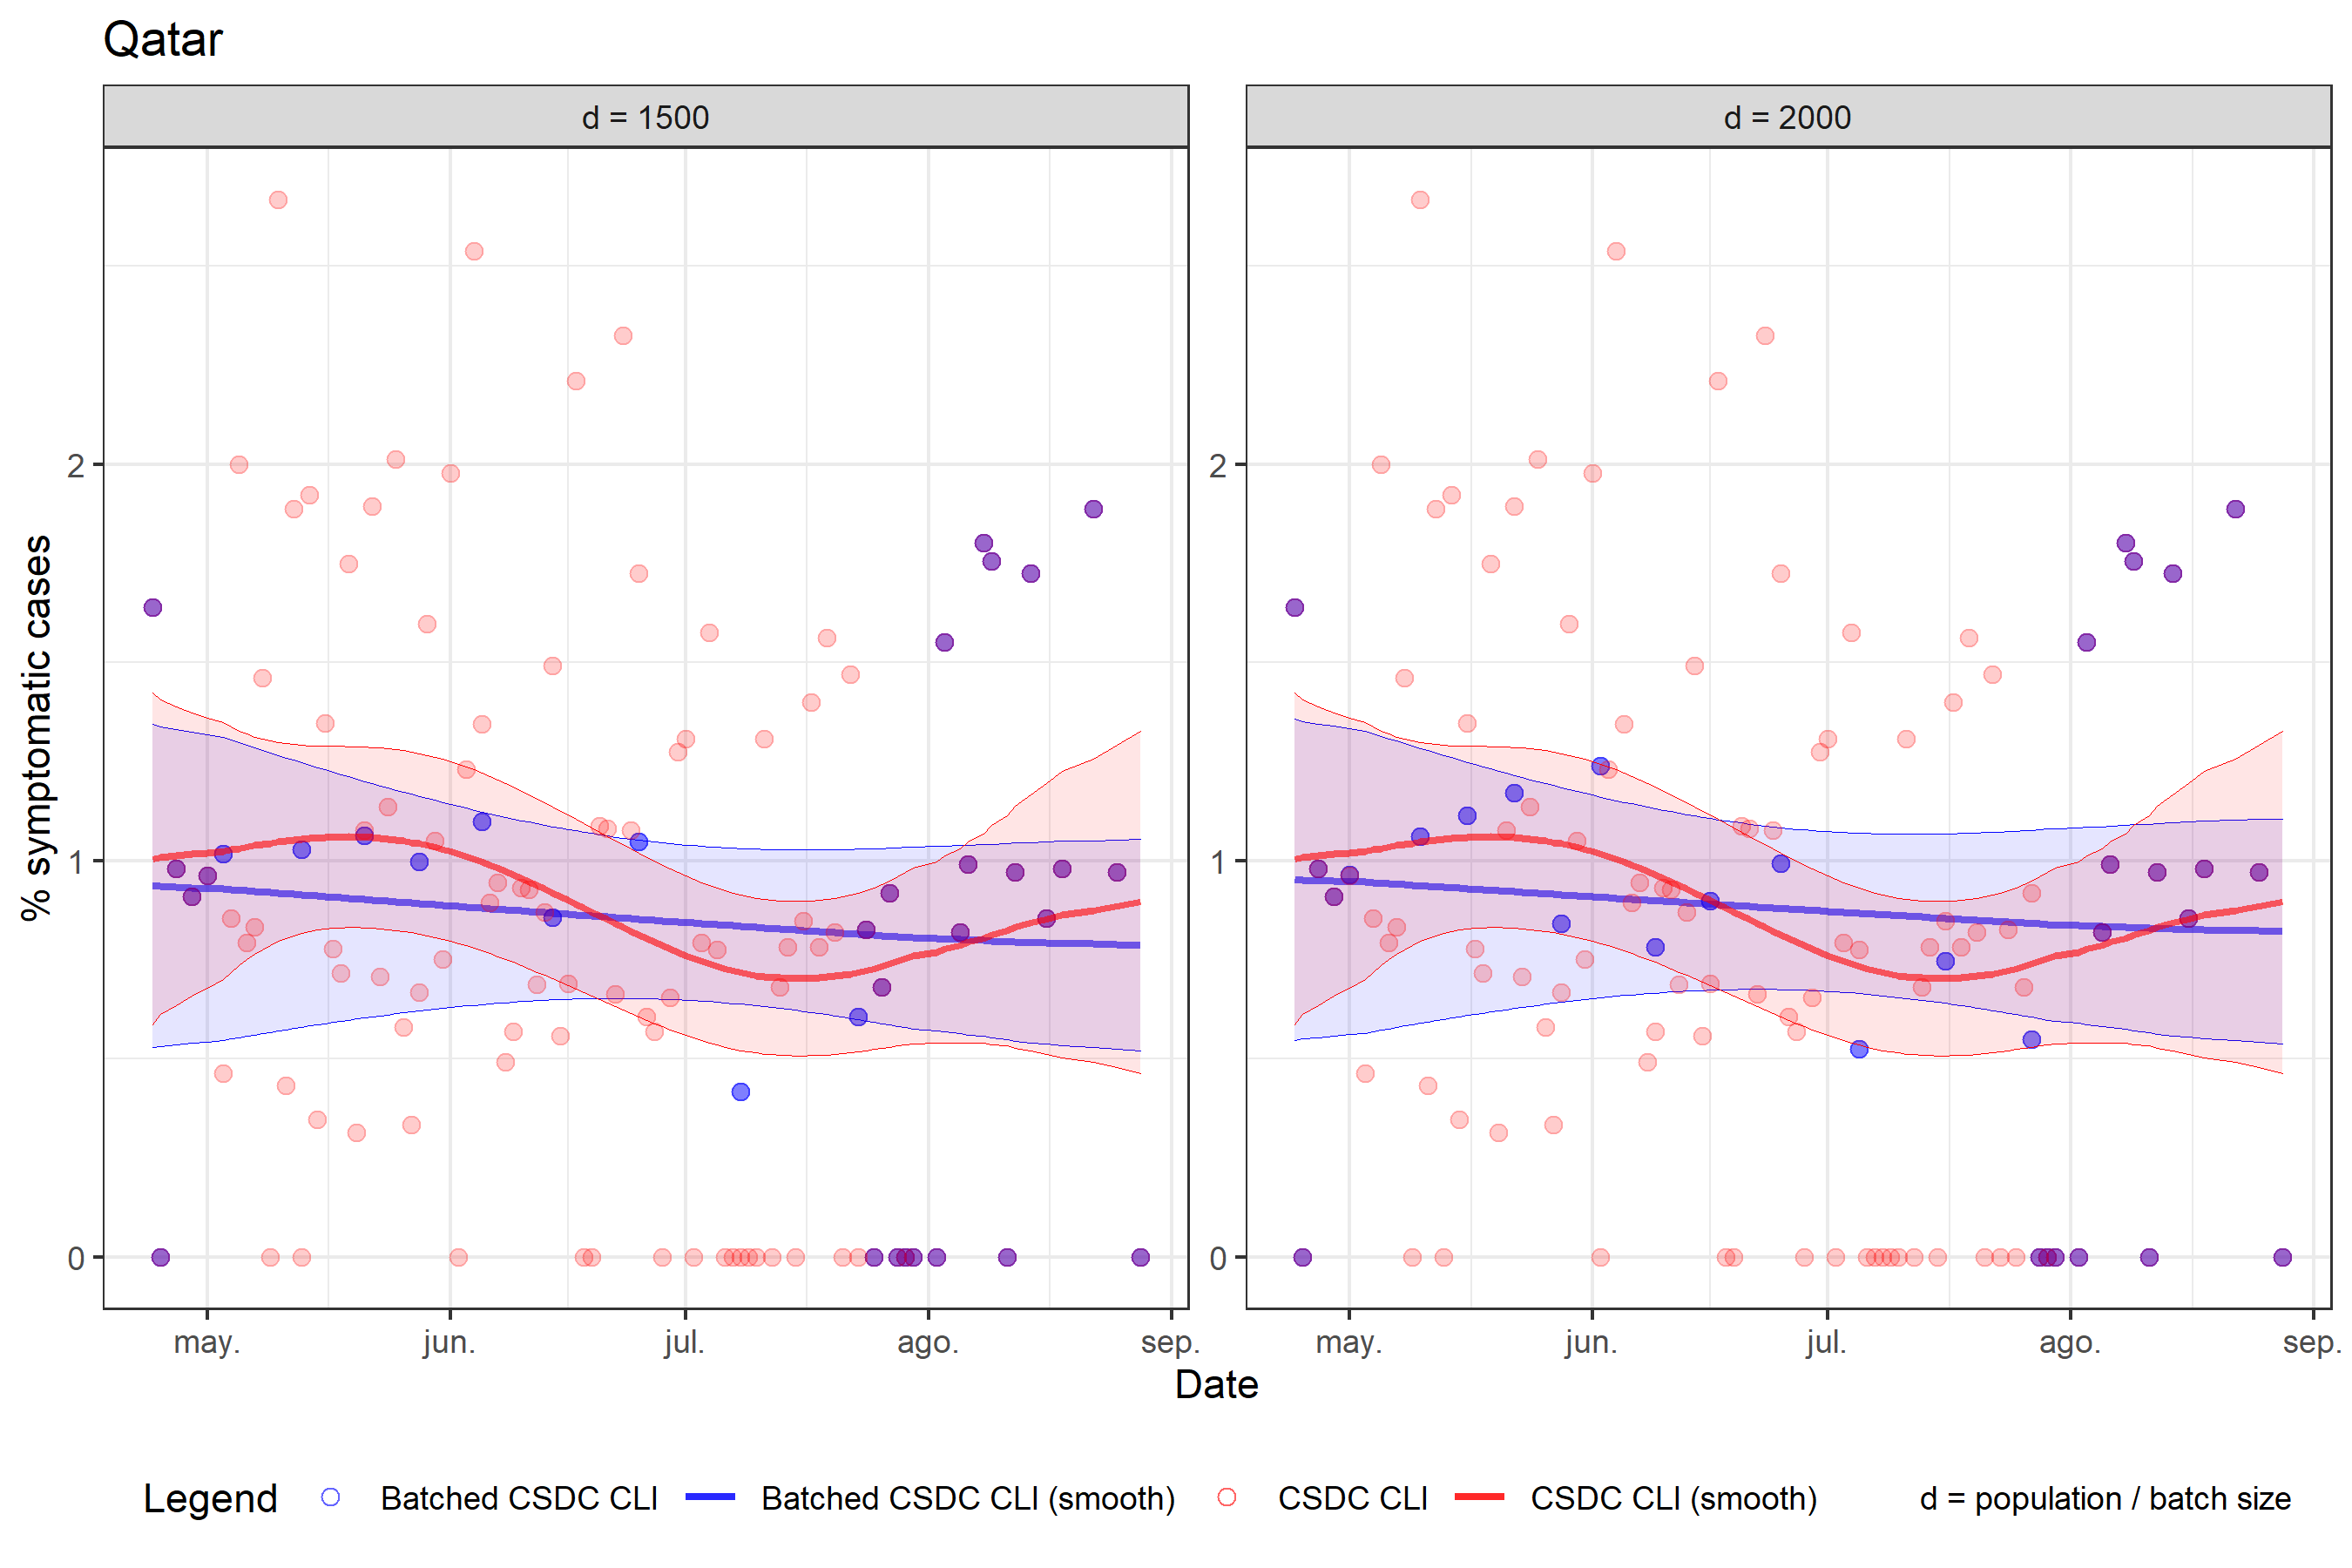 Qatar
d = 1500
d = 2000
% symptomatic cases
2
1
0
2
1
0
may.
jun.
jul.
ago.
sep.
may.
jun.
jul.
ago.
sep.
Date
Legend
Batched CSDC CLI
Batched CSDC CLI (smooth)
CSDC CLI
CSDC CLI (smooth)
d = population / batch size